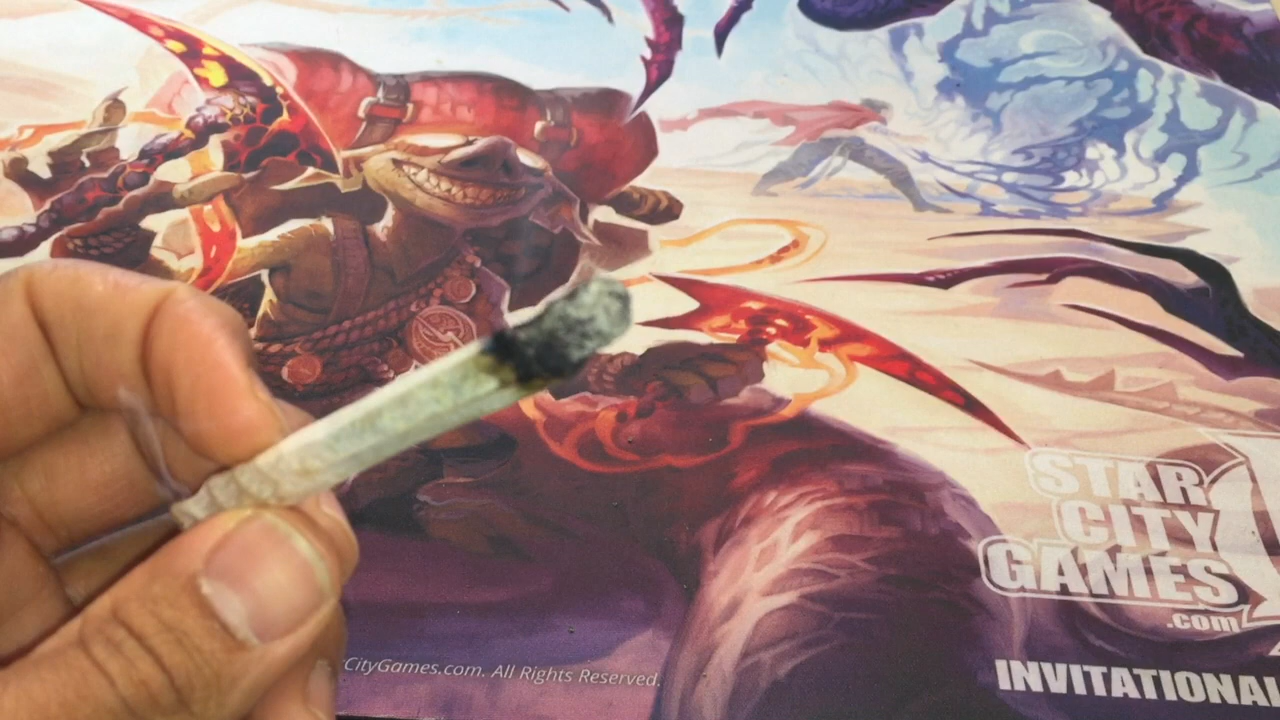 STAR
CITY
GAMES
.com
INVITATIONAL
CityGames.com. All Rights Reserved.